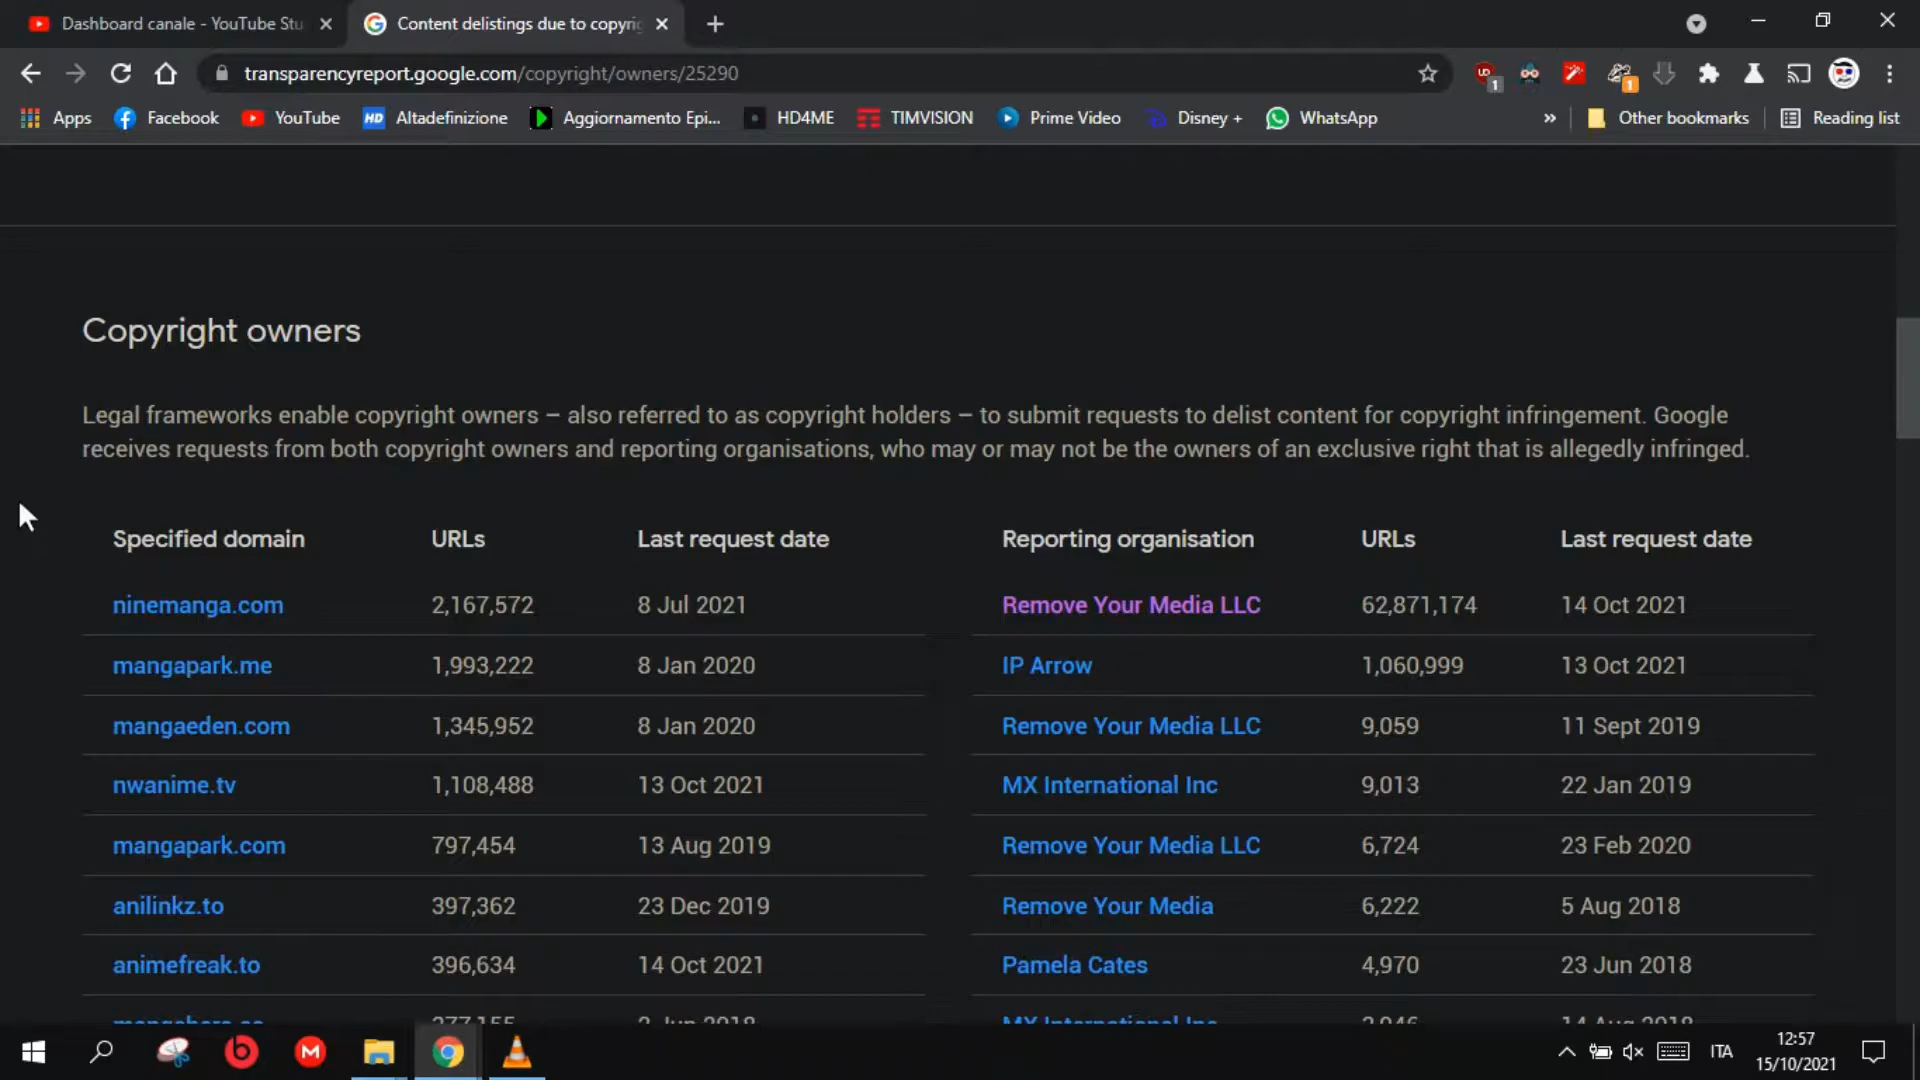 Dashboard canale - YouTube Stu
Content delistings due to copyrig
transparencyreport.google.com/copyright/owners/25290
1
1
Apps
Facebook
YouTube
HD Altadefinizione
Aggiornamento Epi...
HD4ME
TIMVISION
Prime Video
Disney +
WhatsApp
»
Other bookmarks
Reading list
Copyright owners
Legal frameworks enable copyright owners – also referred to as copyright holders – to submit requests to delist content for copyright infringement. Google
receives requests from both copyright owners and reporting organisations, who may or may not be the owners of an exclusive right that is allegedly infringed.
Specified domain URLs Last request date
ninemanga.com 2,167,572 8 Jul 2021
mangapark.me 1,993,222 8 Jan 2020
mangaeden.com 1,345,952 8 Jan 2020
nwanime.tv 1,108,488 13 Oct 2021
mangapark.com 797,454 13 Aug 2019
anilinkz.to 397,362 23 Dec 2019
animefreak.to 396,634 14 Oct 2021
Reporting organisation URLs Last request date
Remove Your Media LLC 62,871,174 14 Oct 2021
IP Arrow 1,060,999 13 Oct 2021
Remove Your Media LLC 9,059 11 Sept 2019
MX International Inc 9,013 22 Jan 2019
Remove Your Media LLC 6,724 23 Feb 2020
Remove Your Media 6,222 5 Aug 2018
Pamela Cates 4,970 23 Jun 2018
MX International Inc
ITA
12:57
15/10/2021